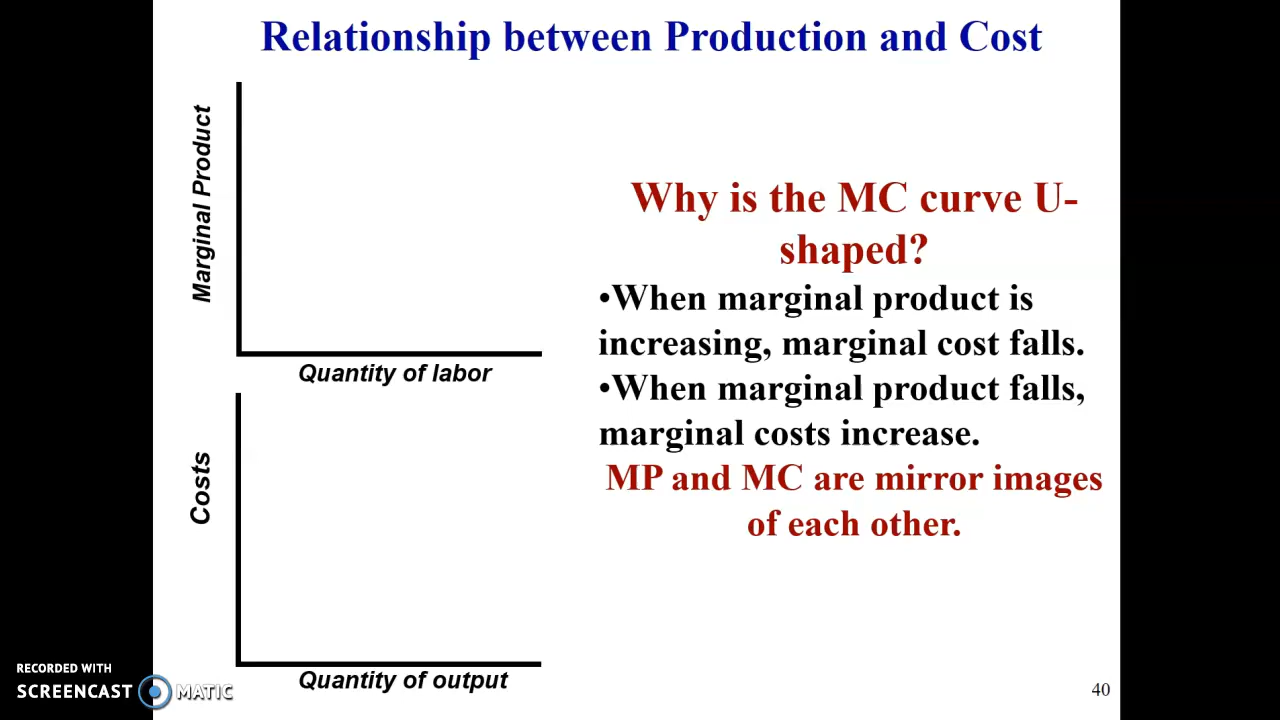 Relationship between Production and Cost
Marginal Product
Quantity of labor
Costs
Quantity of output
Why is the MC curve U-
shaped?
•When marginal product is
increasing, marginal cost falls.
•When marginal product falls,
marginal costs increase.
MP and MC are mirror images
of each other.
RECORDED WITH
SCREENCAST MATIC
40